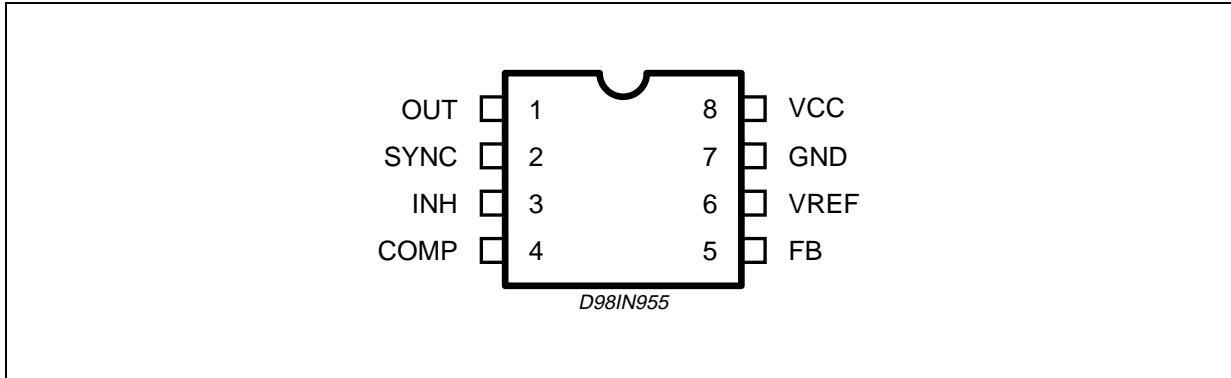 OUT 1 8 VCC
SYNC 2 7 GND
INH 3 6 VREF
COMP 4 5 FB
D98IN955